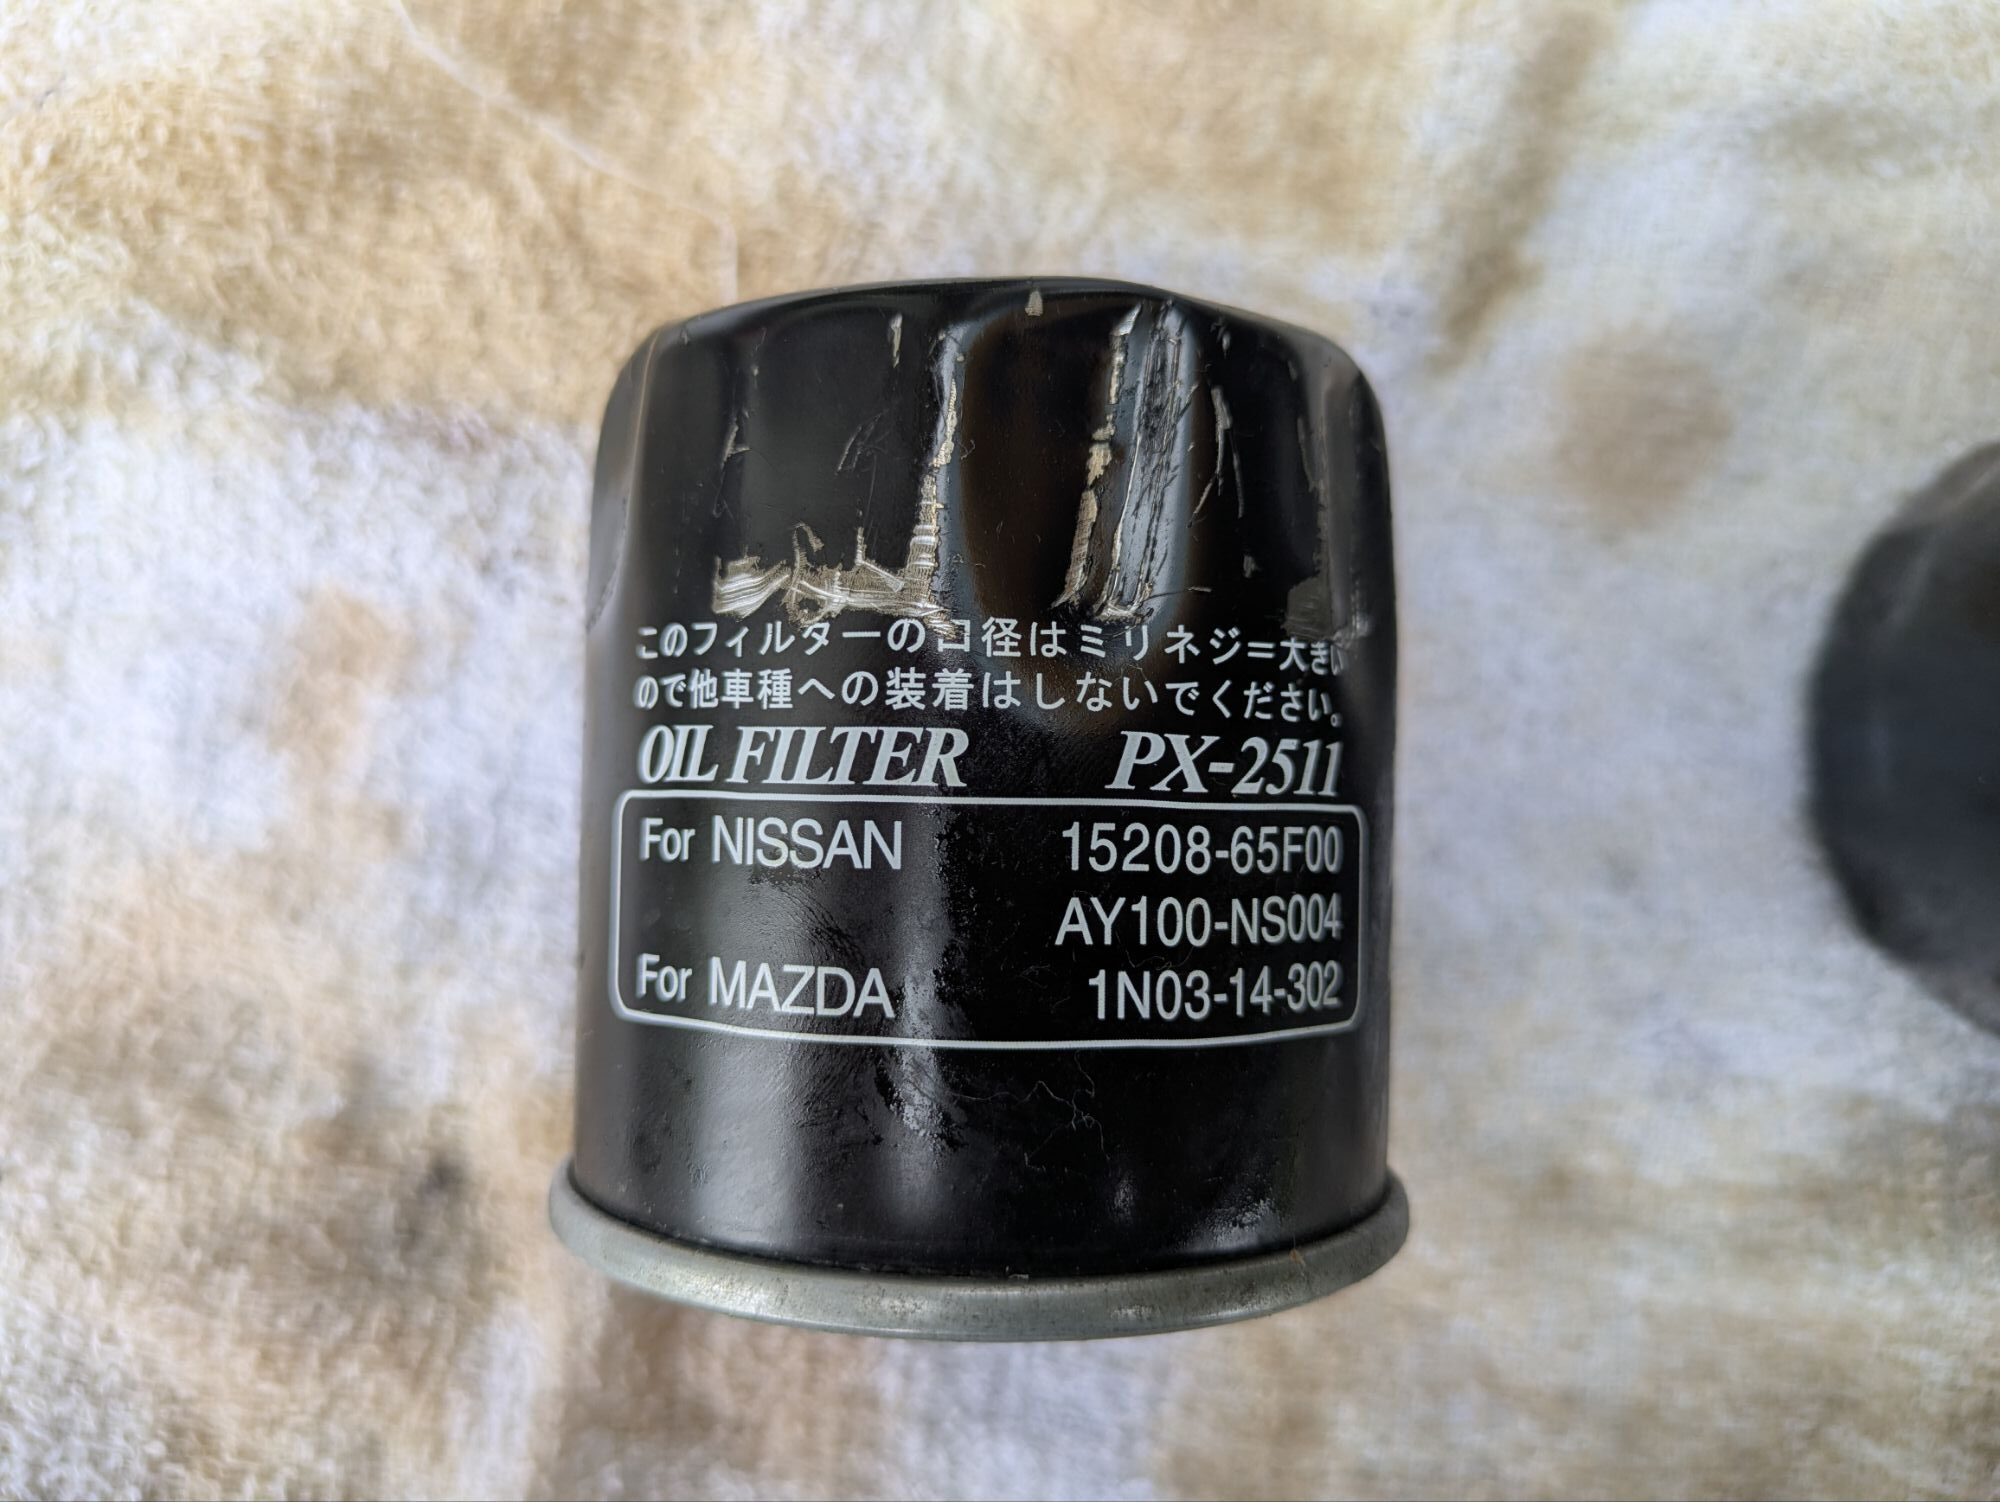 このフィルターの口径はミリネジ=大きい
ので他車種への装着はしないでください。
OIL FILTER PX-2511
For NISSAN 15208-65F00
AY100-NS004
For MAZDA 1N03-14-302